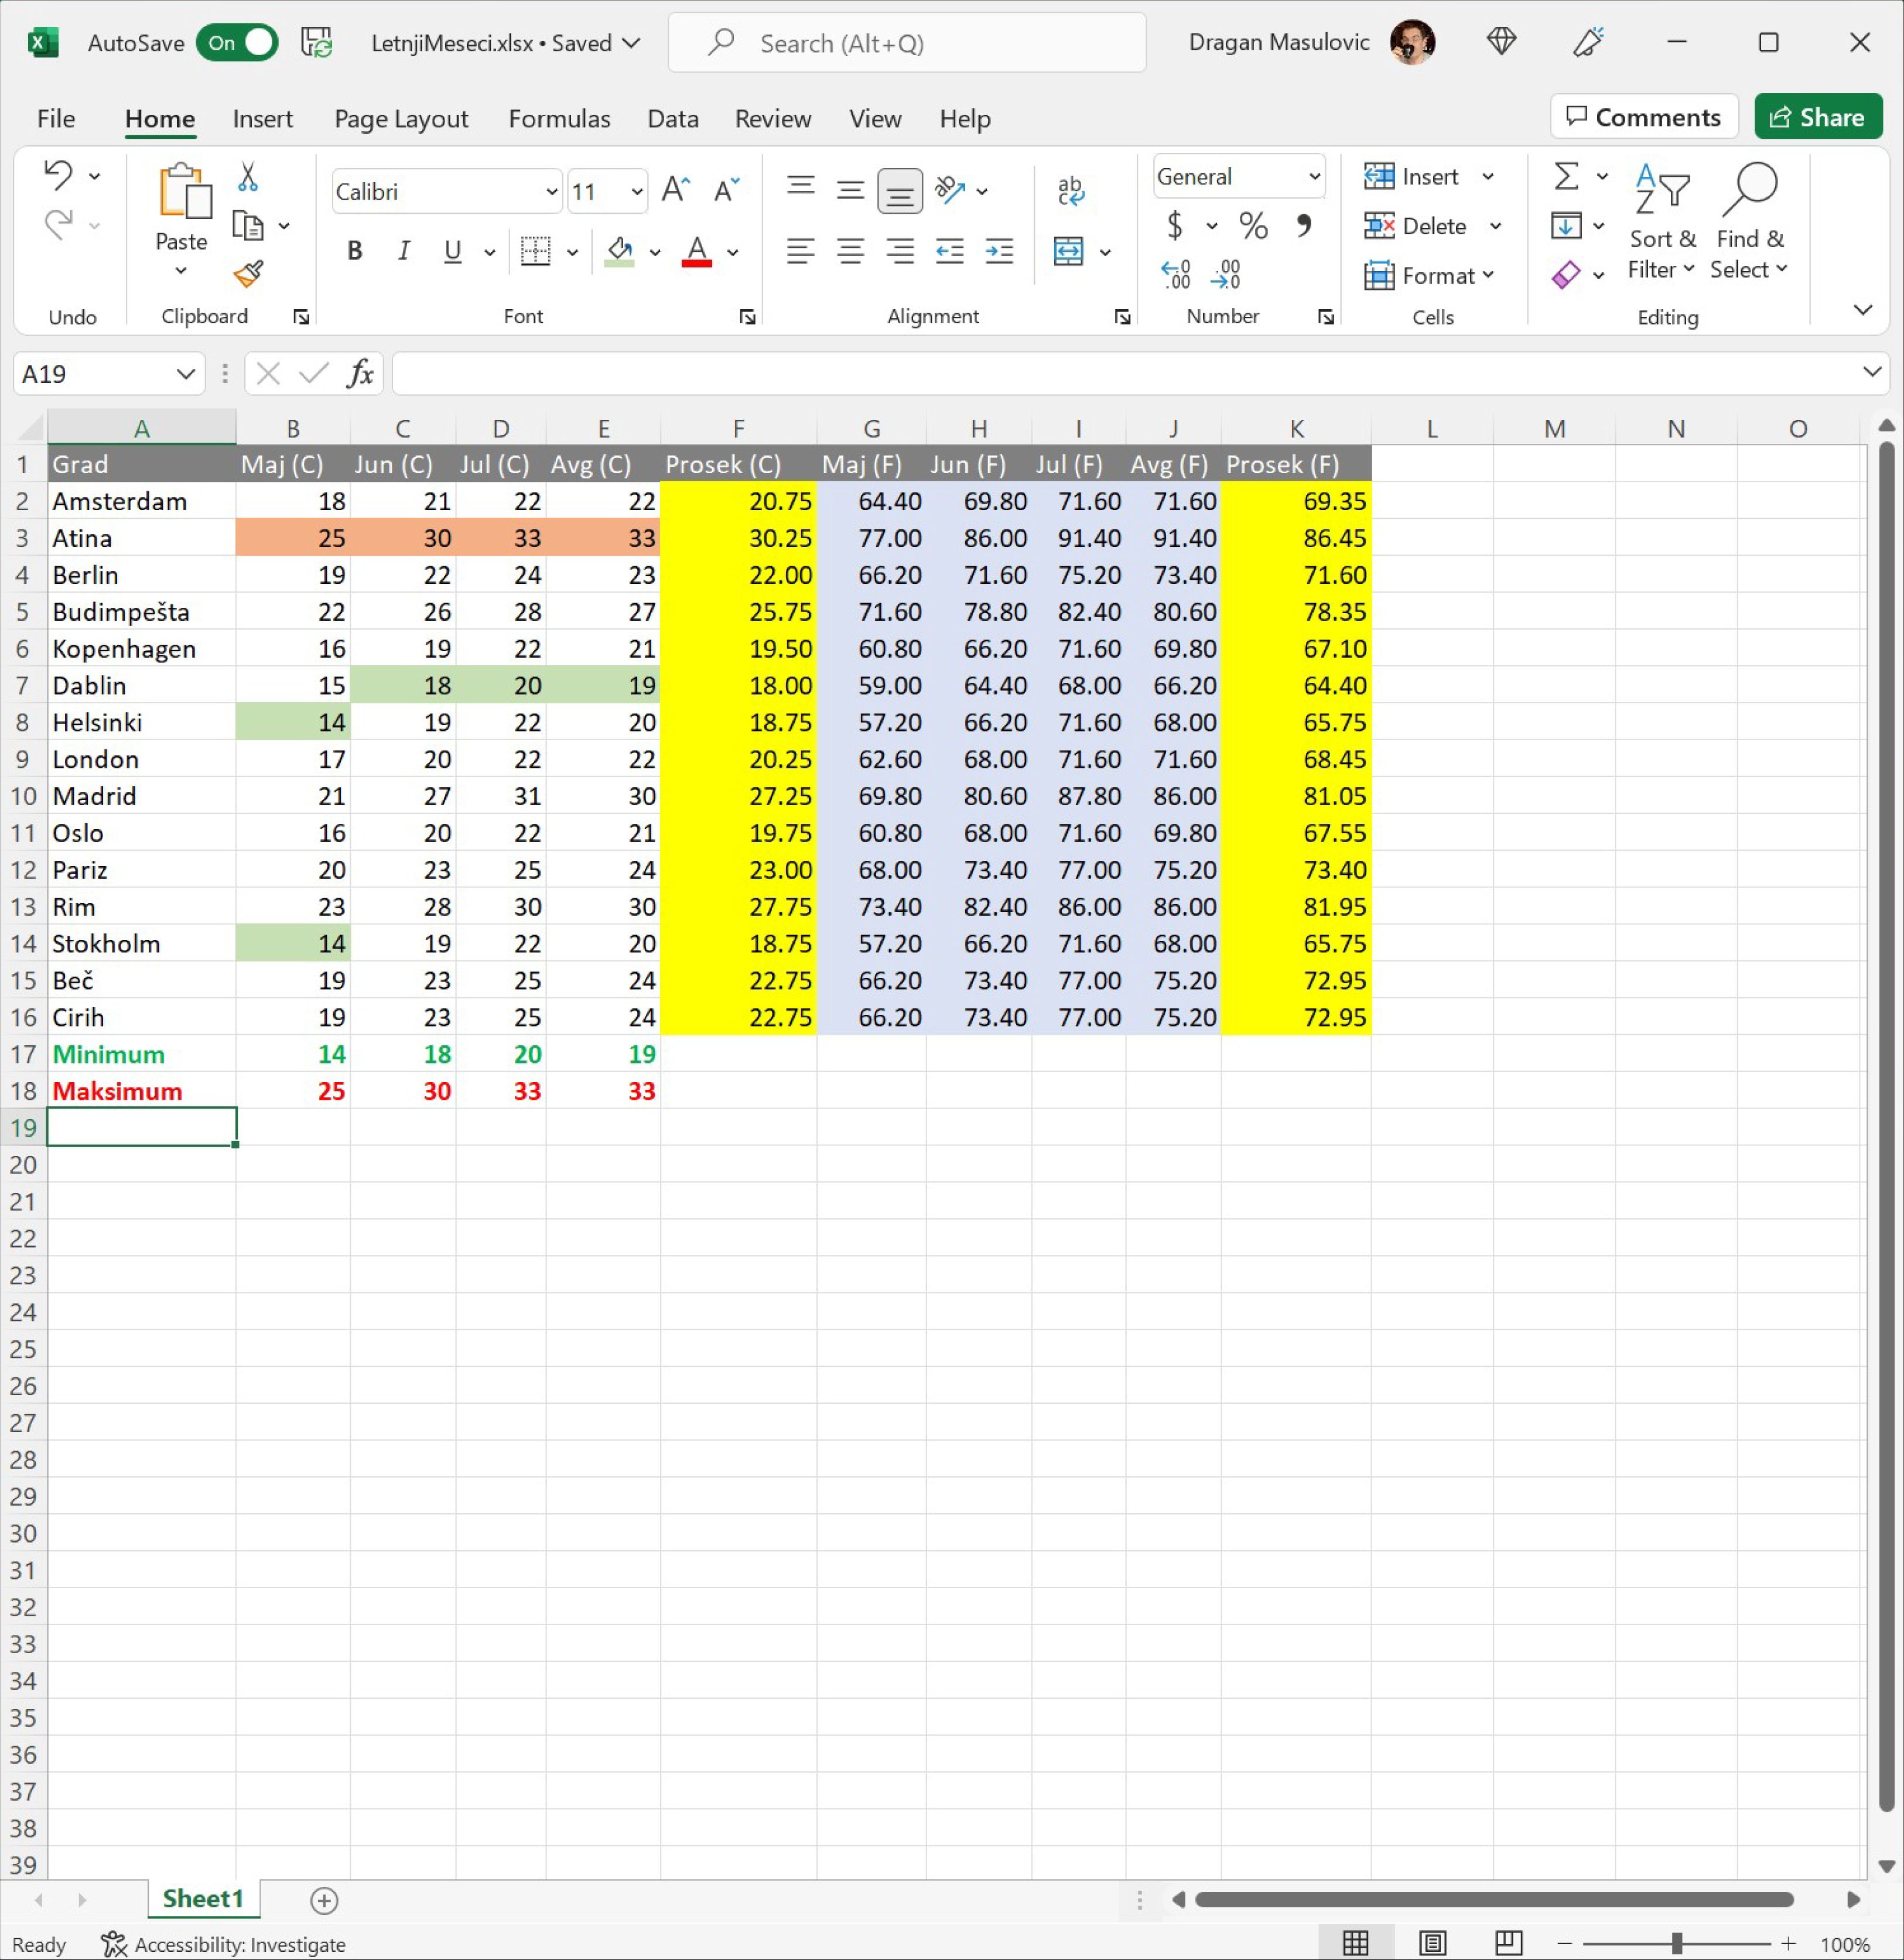 AutoSave On LetnjiMeseci.xlsx • Saved Search (Alt+Q) Dragan Masulovic
File Home Insert Page Layout Formulas Data Review View Help Comments Share
Calibri 11 General Insert
Paste Delete Sort & Filter Find & Select
B I U $ % Format
Undo Clipboard Font Alignment Number Cells Editing
A19 fx
A B C D E F G H I J K L M N O
1 Grad Maj (C) Jun (C) Jul (C) Avg (C) Prosek (C) Maj (F) Jun (F) Jul (F) Avg (F) Prosek (F)
2 Amsterdam 18 21 22 22 20.75 64.40 69.80 71.60 71.60 69.35
3 Atina 25 30 33 33 30.25 77.00 86.00 91.40 91.40 86.45
4 Berlin 19 22 24 23 22.00 66.20 71.60 75.20 73.40 71.60
5 Budimpešta 22 26 28 27 25.75 71.60 78.80 82.40 80.60 78.35
6 Kopenhagen 16 19 22 21 19.50 60.80 66.20 71.60 69.80 67.10
7 Dablin 15 18 20 19 18.00 59.00 64.40 68.00 66.20 64.40
8 Helsinki 14 19 22 20 18.75 57.20 66.20 71.60 68.00 65.75
9 London 17 20 22 22 20.25 62.60 68.00 71.60 71.60 68.45
10 Madrid 21 27 31 30 27.25 69.80 80.60 87.80 86.00 81.05
11 Oslo 16 20 22 21 19.75 60.80 68.00 71.60 69.80 67.55
12 Pariz 20 23 25 24 23.00 68.00 73.40 77.00 75.20 73.40
13 Rim 23 28 30 30 27.75 73.40 82.40 86.00 86.00 81.95
14 Stokholm 14 19 22 20 18.75 57.20 66.20 71.60 68.00 65.75
15 Beč 19 23 25 24 22.75 66.20 73.40 77.00 75.20 72.95
16 Cirih 19 23 25 24 22.75 66.20 73.40 77.00 75.20 72.95
17 Minimum 14 18 20 19
18 Maksimum 25 30 33 33
19
20
21
22
23
24
25
26
27
28
29
30
31
32
33
34
35
36
37
38
39
Sheet1
Ready Accessibility: Investigate 100%